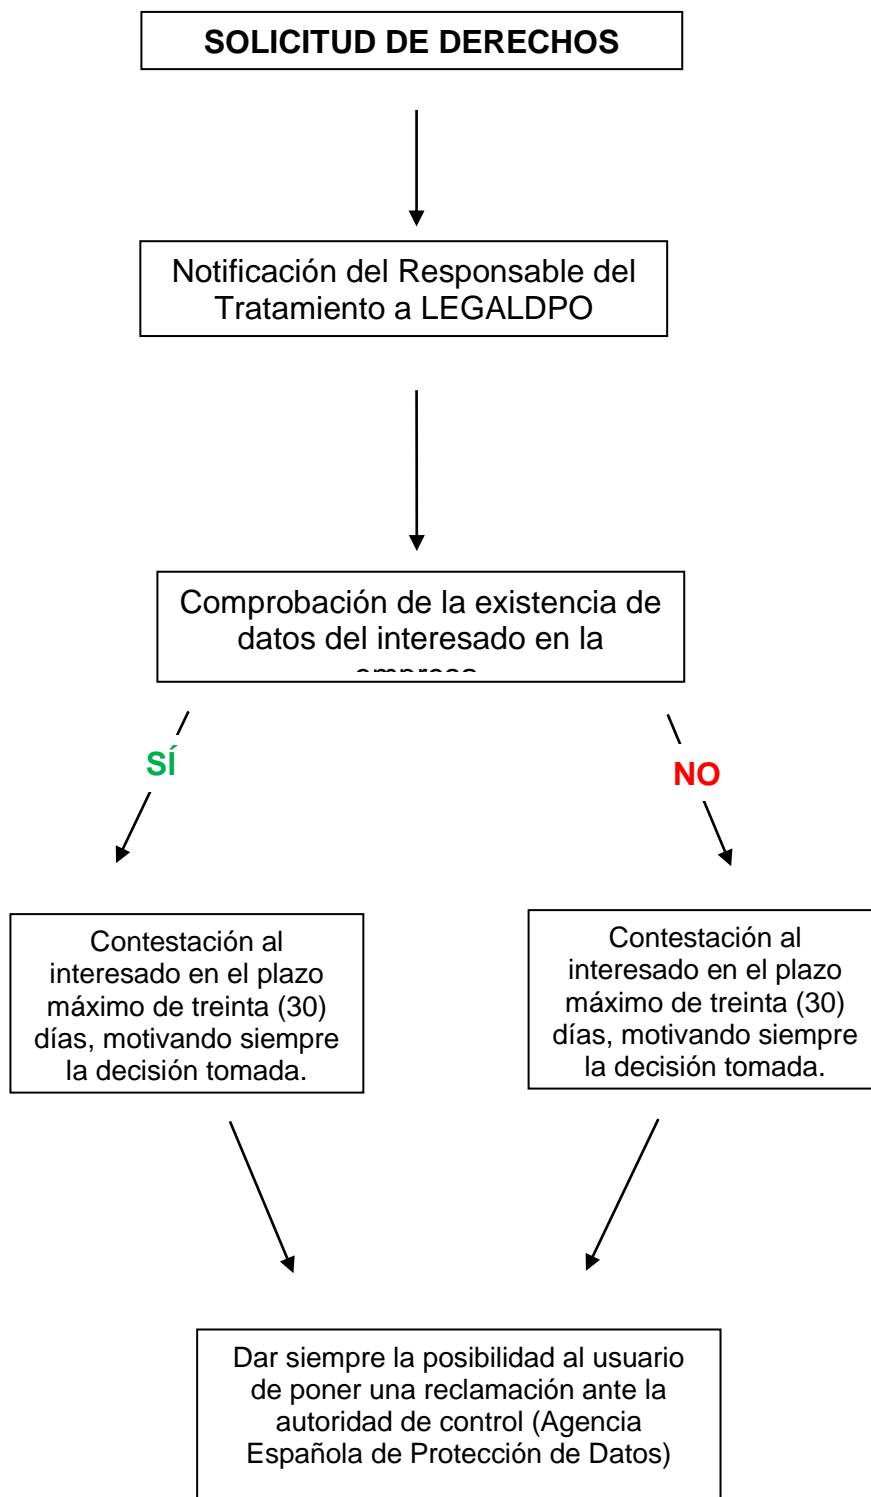 SOLICITUD DE DERECHOS
Notificación del Responsable del
Tratamiento a LEGALDPO
Comprobación de la existencia de
datos del interesado en la
SÍ
NO
Contestación al
interesado en el plazo
máximo de treinta (30)
días, motivando siempre
la decisión tomada.
Contestación al
interesado en el plazo
máximo de treinta (30)
días, motivando siempre
la decisión tomada.
Dar siempre la posibilidad al usuario
de poner una reclamación ante la
autoridad de control (Agencia
Española de Protección de Datos)